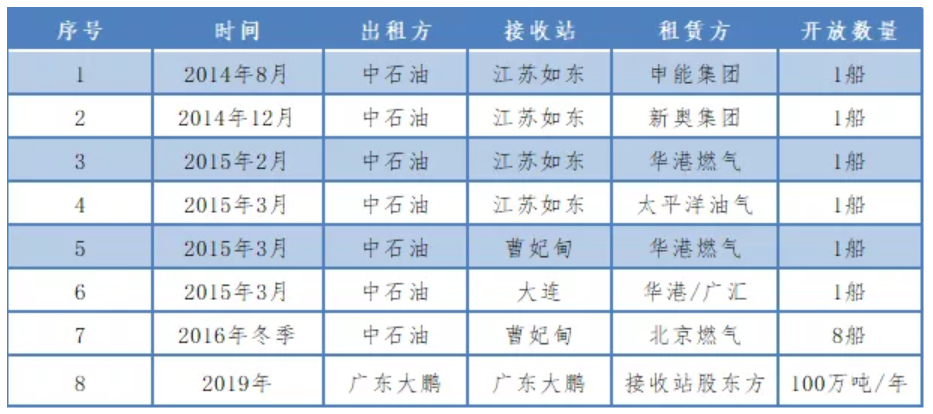 序号 时间 出租方 接收站 租赁方 开放数量
1 2014年8月 中石油 江苏如东 申能集团 1船
2 2014年12月 中石油 江苏如东 新奥集团 1船
3 2015年2月 中石油 江苏如东 华港燃气 1船
4 2015年3月 中石油 江苏如东 太平洋油气 1船
5 2015年3月 中石油 曹妃甸 华港燃气 1船
6 2015年3月 中石油 大连 华港/广汇 1船
7 2016年冬季 中石油 曹妃甸 北京燃气 8船
8 2019年 广东大鹏 广东大鹏 接收站股东方 100万吨/年